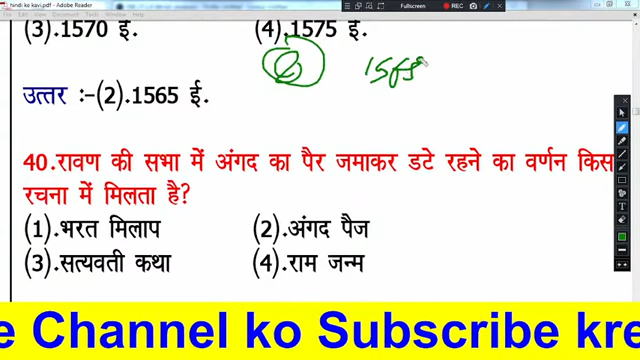 hindi ke kavi.pdf - Adobe Reader
Fullscreen
REC
(3).1570 ई. (4).1575 ई.
2 1565
उत्तर :-(2).1565 ई.
40.रावण की सभा में अंगद का पैर जमाकर डटे रहने का वर्णन किस
रचना में मिलता है?
(1).भरत मिलाप (2).अंगद पैज
(3).सत्यवती कथा (4).राम जन्म
e Channel ko Subscribe kre